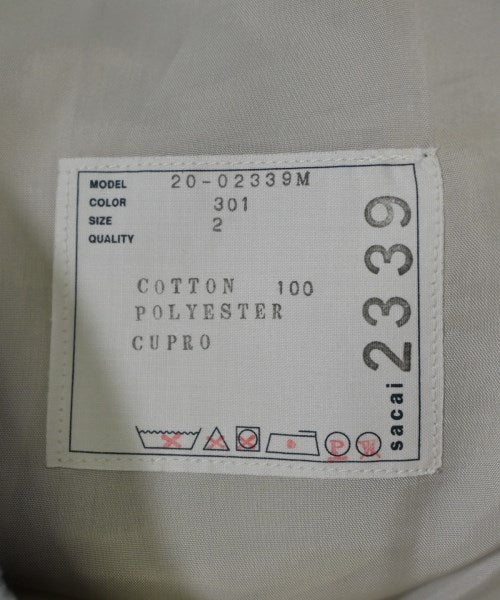 MODEL 20-02339M
COLOR 301
SIZE 2
QUALITY
COTTON 100
POLYESTER
CUPRO
P
W
sacai 2339